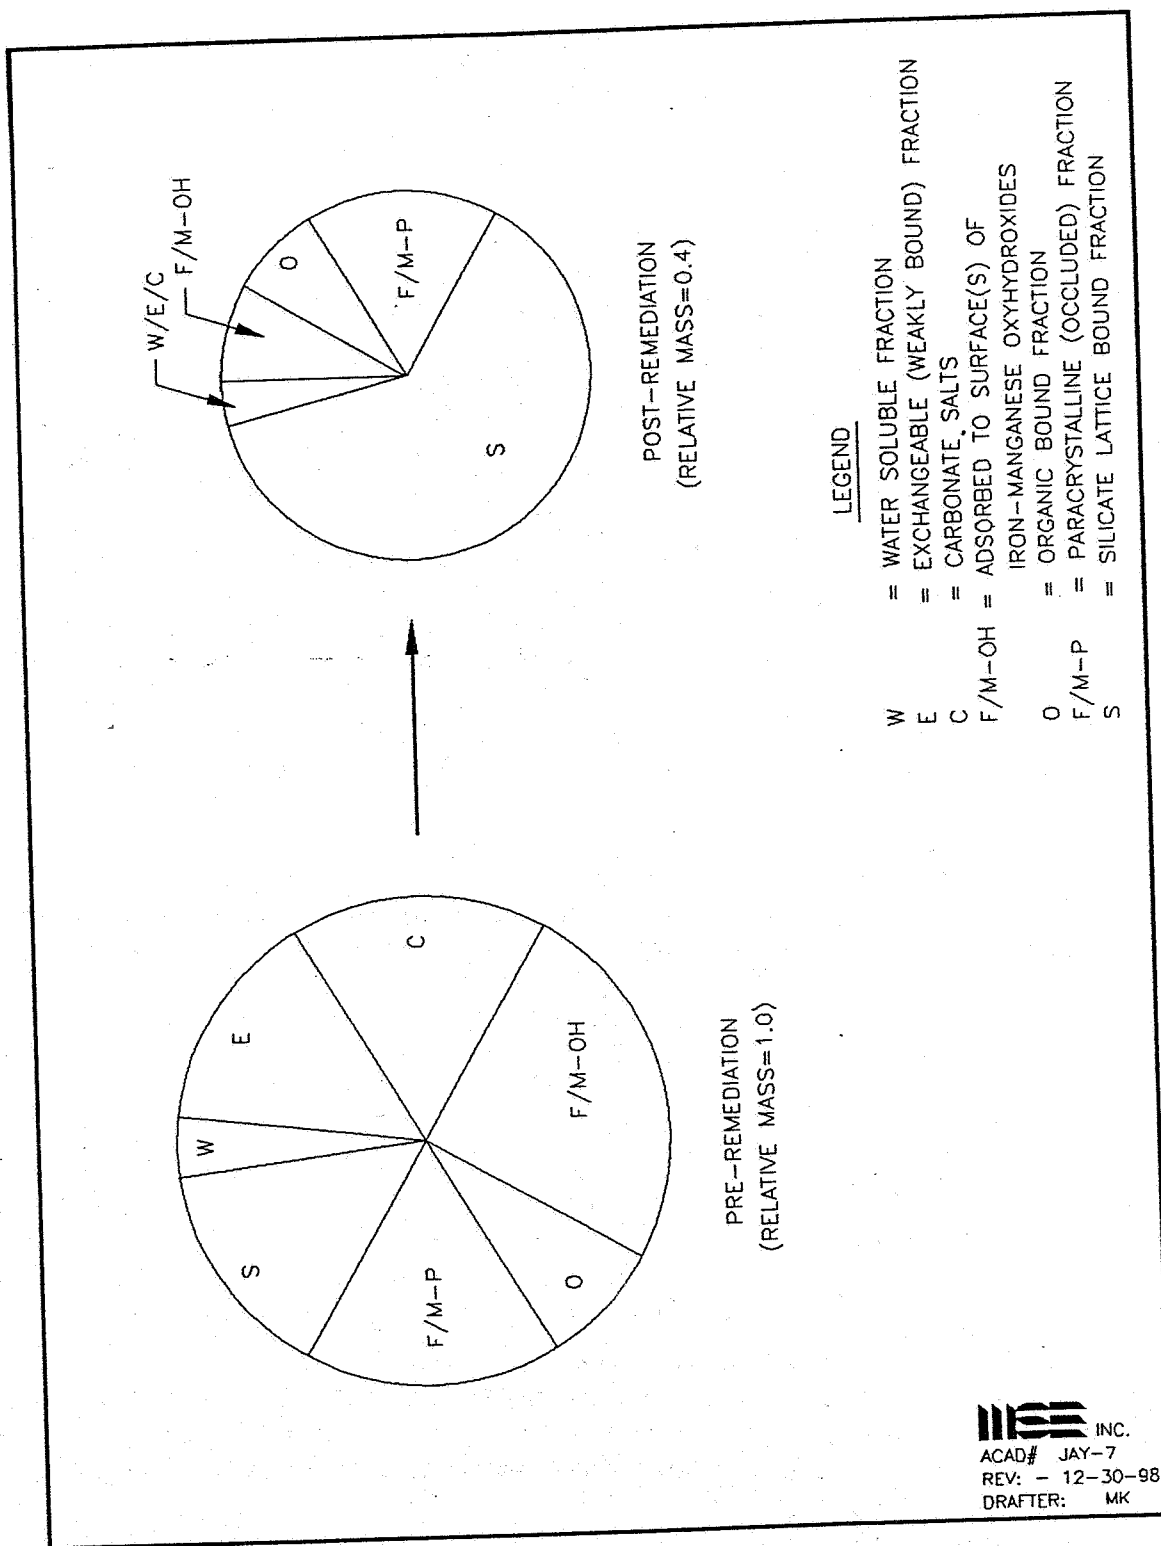 W
E
C
F/M-OH
O
F/M-P
S
PRE-REMEDIATION
(RELATIVE MASS=1.0)
W/E/C
F/M-OH
O
F/M-P
S
POST-REMEDIATION
(RELATIVE MASS=0.4)
LEGEND
W = WATER SOLUBLE FRACTION
E = EXCHANGEABLE (WEAKLY BOUND) FRACTION
C = CARBONATE SALTS
F/M-OH = ADSORBED TO SURFACE(S) OF
IRON-MANGANESE OXYHYDROXIDES
O = ORGANIC BOUND FRACTION
F/M-P = PARACRYSTALLINE (OCCLUDED) FRACTION
S = SILICATE LATTICE BOUND FRACTION
MSE INC.
ACAD# JAY-7
REV: - 12-30-98
DRAFTER: MK